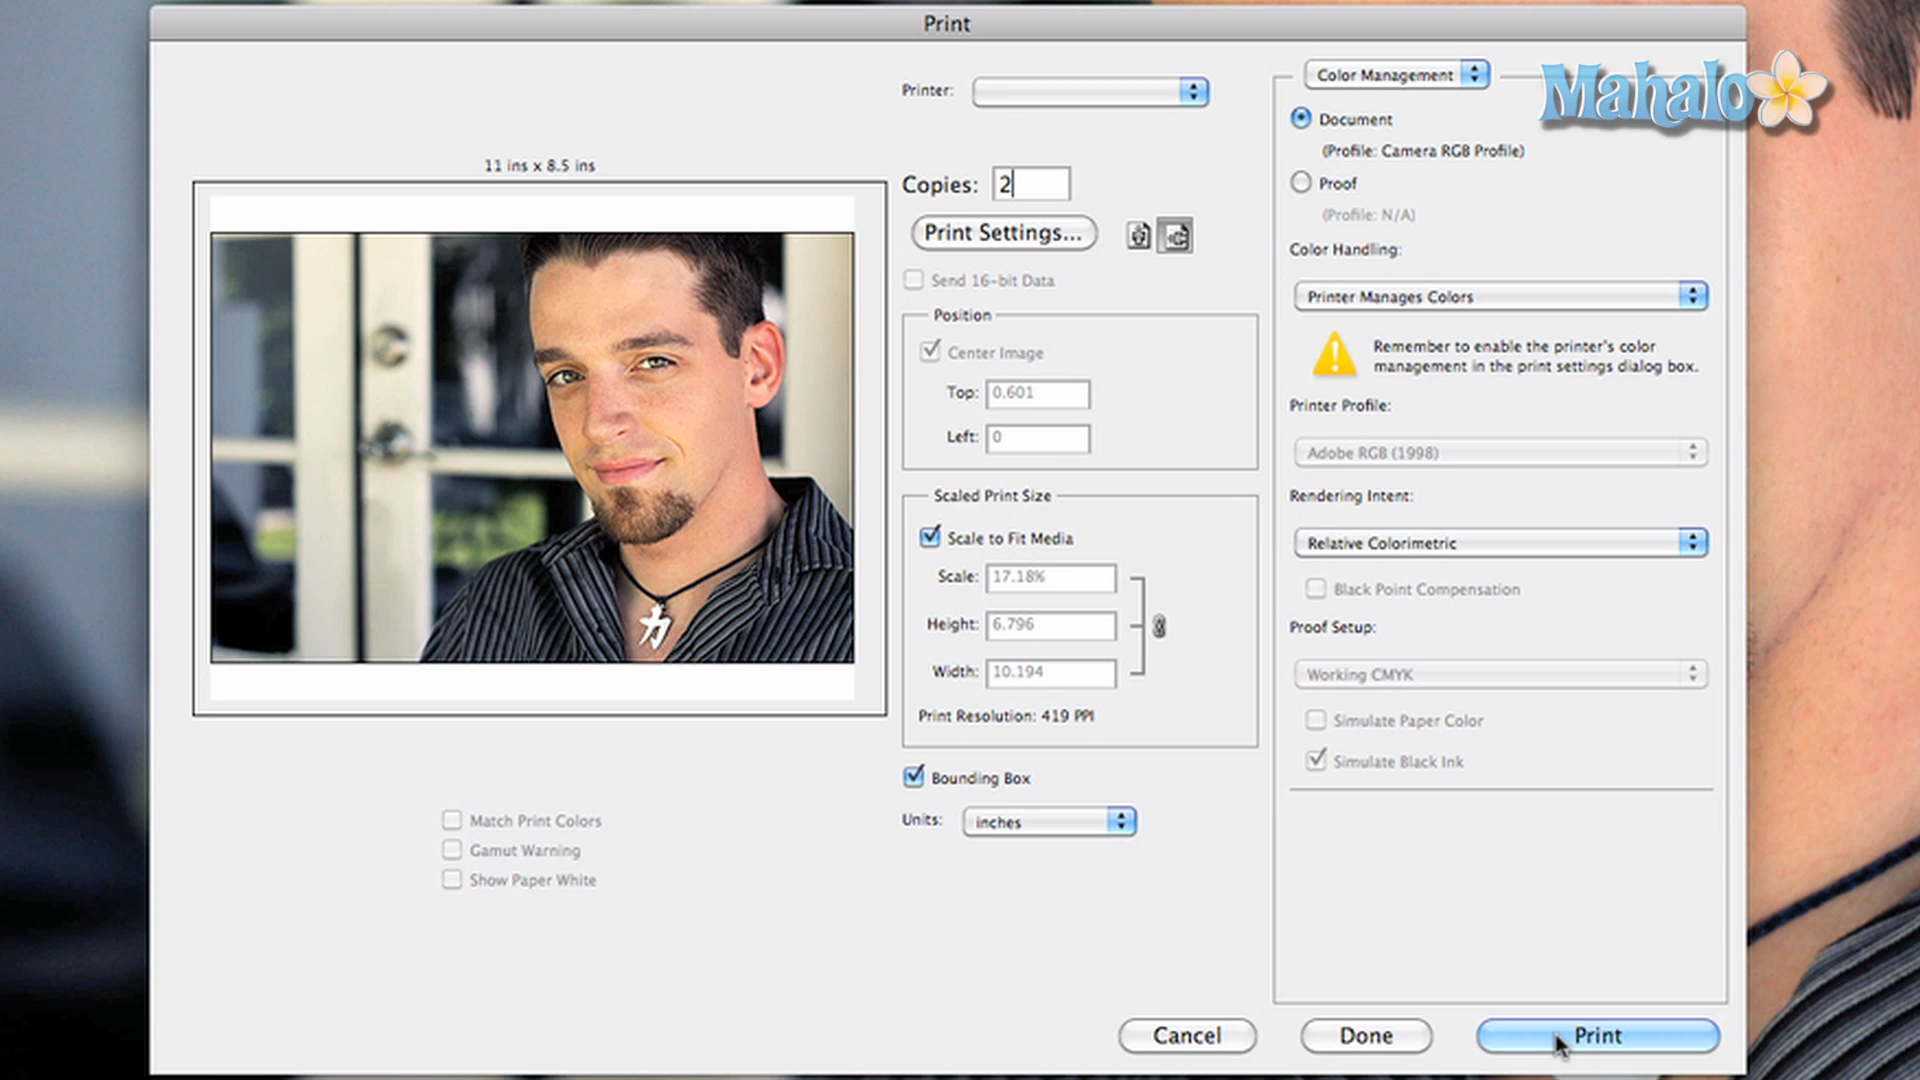 Print
Mahalo
Printer:
11 ins x 8.5 ins
Copies: 2
Print Settings...
Send 16-bit Data
Position
Center Image
Top: 0.601
Left: 0
Scaled Print Size
Scale to Fit Media
Scale: 17.18%
Height: 6.796
Width: 10.194
Print Resolution: 419 PPI
Bounding Box
Units: inches
力
Match Print Colors
Gamut Warning
Show Paper White
Color Management
Document
(Profile: Camera RGB Profile)
Proof
(Profile: N/A)
Color Handling:
Printer Manages Colors
Remember to enable the printer's color
management in the print settings dialog box.
Printer Profile:
Adobe RGB (1998)
Rendering Intent:
Relative Colorimetric
Black Point Compensation
Proof Setup:
Working CMYK
Simulate Paper Color
Simulate Black Ink
Cancel
Done
Print